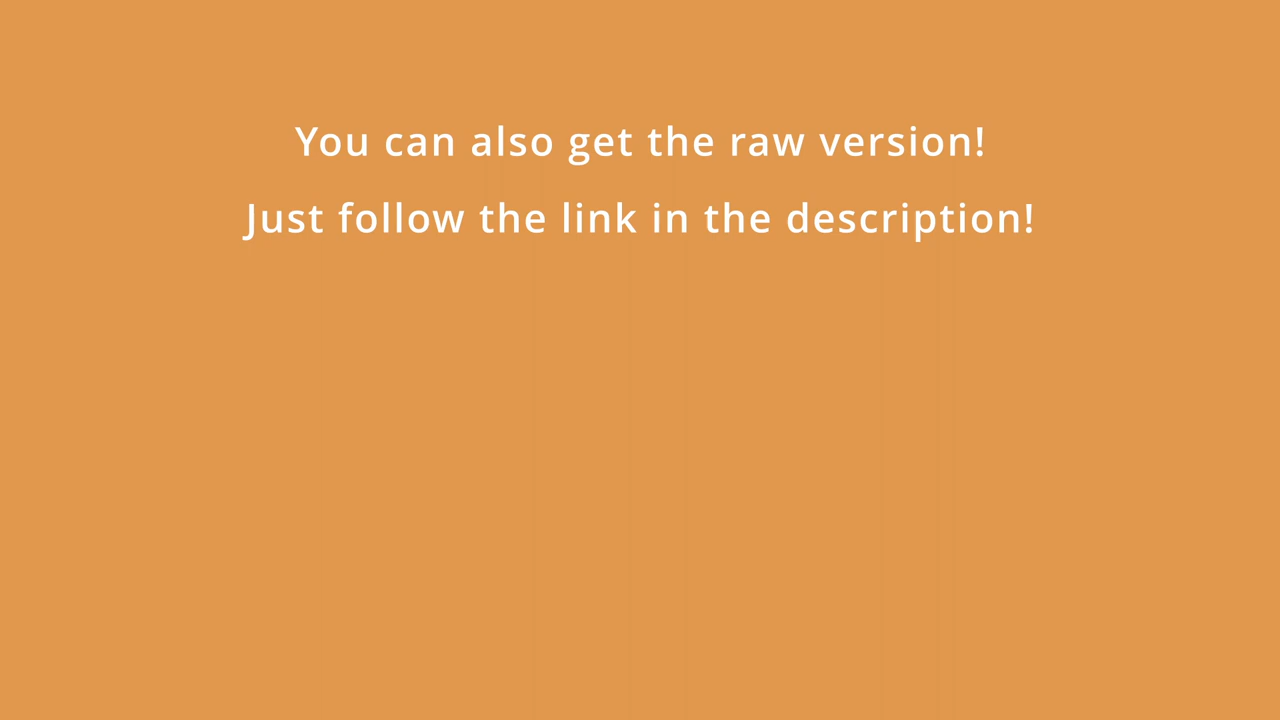 You can also get the raw version!
Just follow the link in the description!